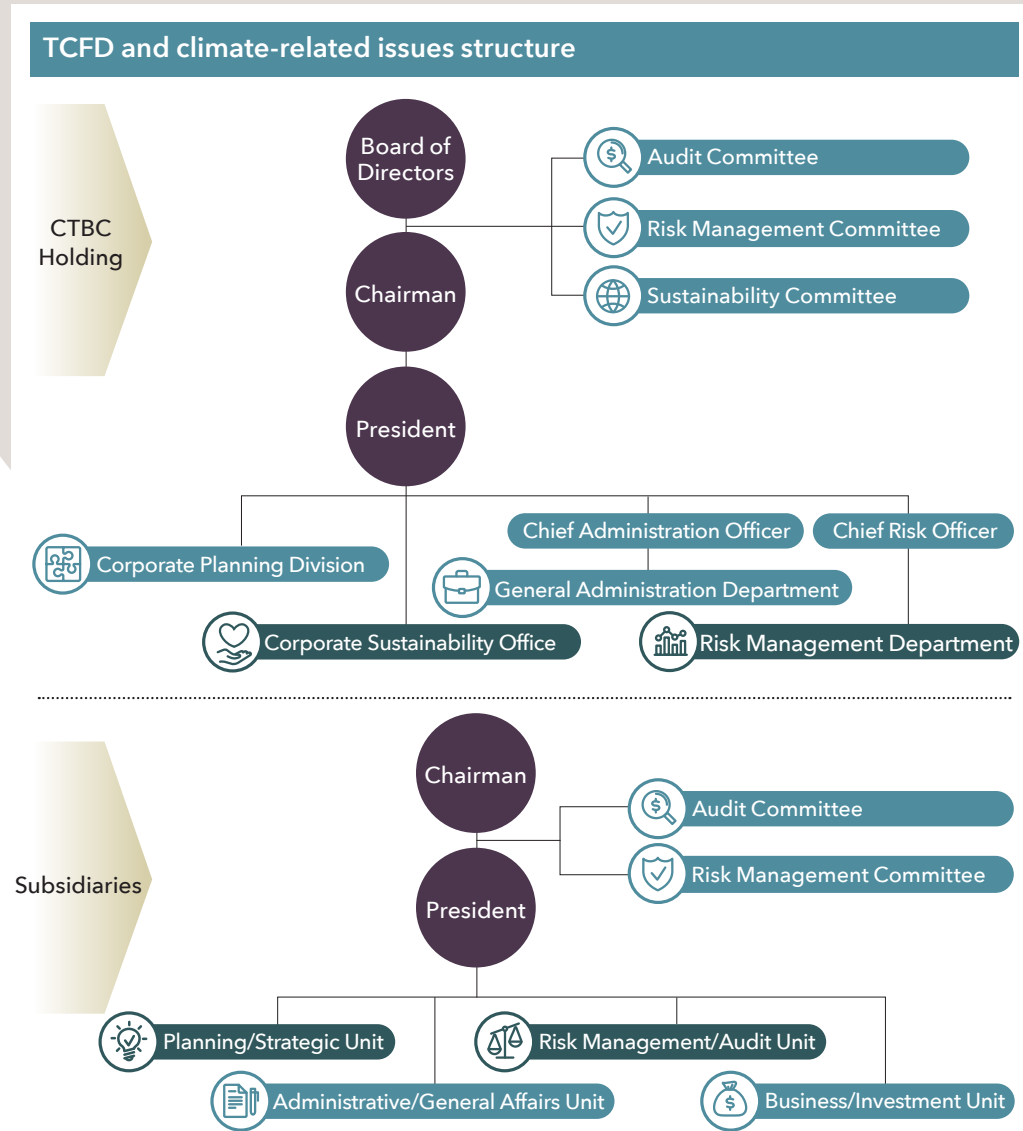 TCFD and climate-related issues structure
CTBC
Holding
Board of
Directors
Chairman
President
Audit Committee
Risk Management Committee
Sustainability Committee
Chief Administration Officer
Chief Risk Officer
Corporate Planning Division
General Administration Department
Corporate Sustainability Office
Risk Management Department
Subsidiaries
Chairman
President
Audit Committee
Risk Management Committee
Planning/Strategic Unit
Risk Management/Audit Unit
Administrative/General Affairs Unit
Business/Investment Unit